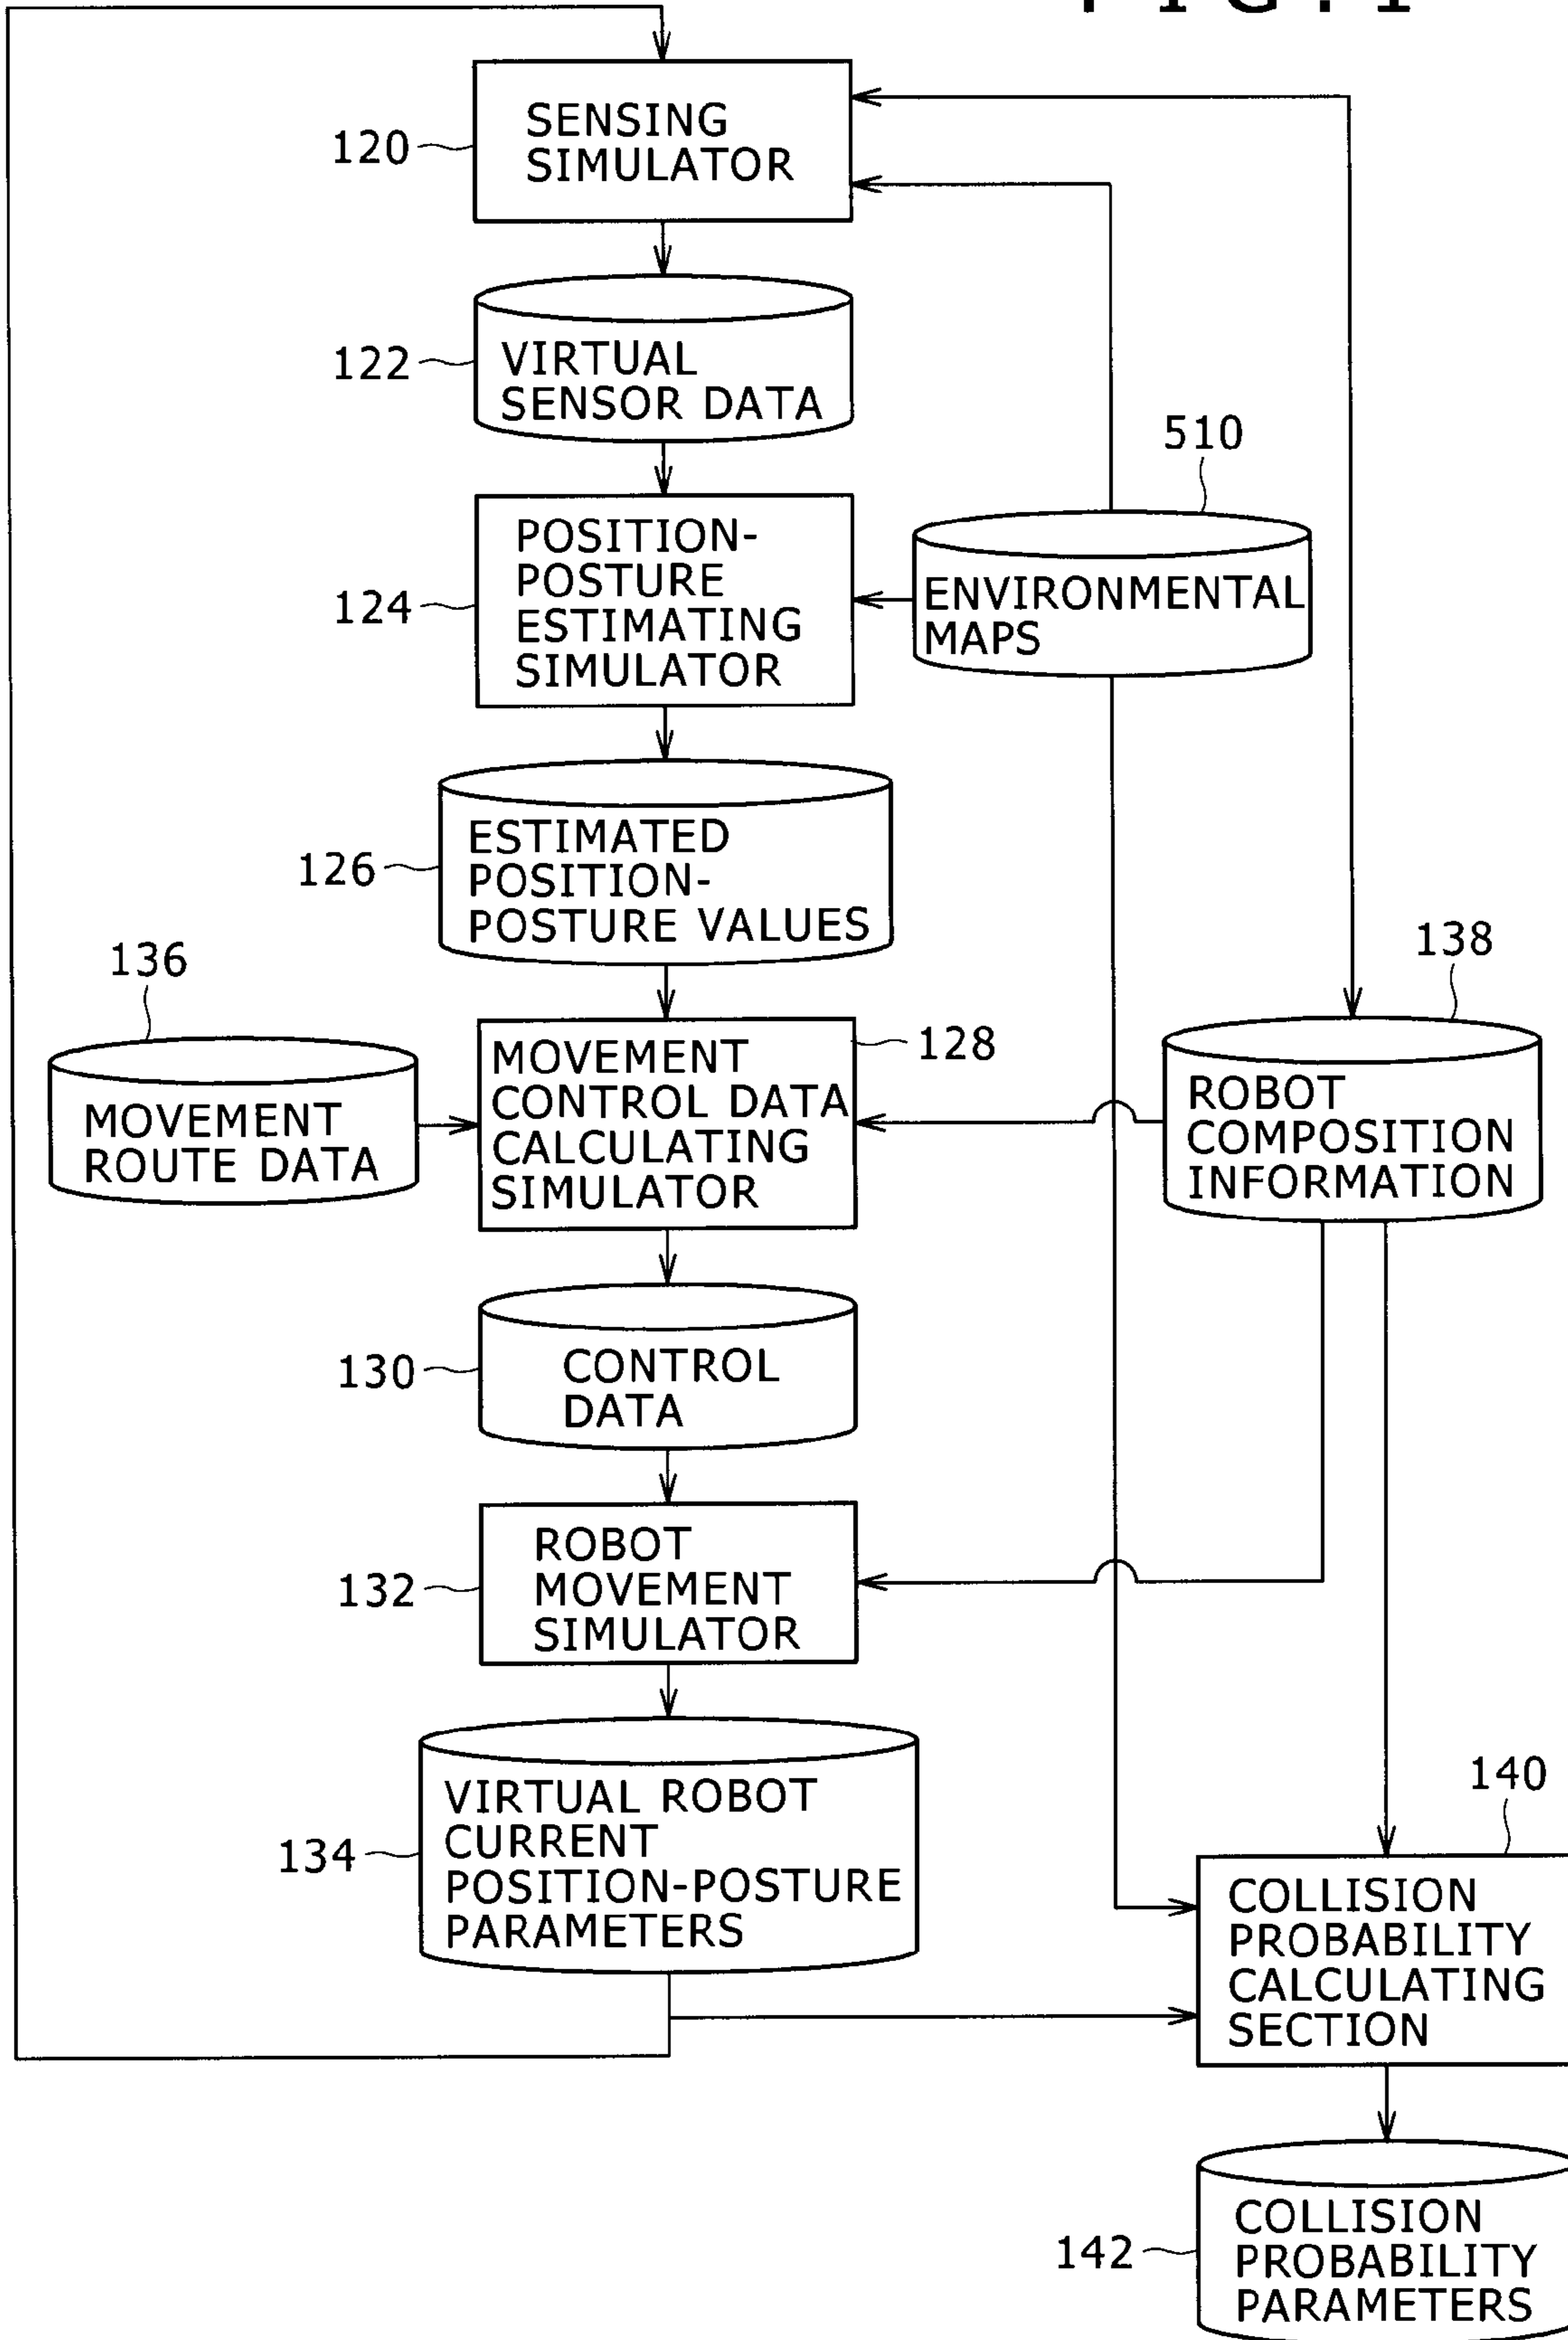 FIG. 1
120
SENSING
SIMULATOR
122
VIRTUAL
SENSOR DATA
510
124
POSITION-
POSTURE
ESTIMATING
SIMULATOR
ENVIRONMENTAL
MAPS
126
ESTIMATED
POSITION-
POSTURE VALUES
136
138
MOVEMENT
ROUTE DATA
MOVEMENT
CONTROL DATA
CALCULATING
SIMULATOR
128
ROBOT
COMPOSITION
INFORMATION
130
CONTROL
DATA
132
ROBOT
MOVEMENT
SIMULATOR
134
VIRTUAL ROBOT
CURRENT
POSITION-POSTURE
PARAMETERS
140
COLLISION
PROBABILITY
CALCULATING
SECTION
142
COLLISION
PROBABILITY
PARAMETERS